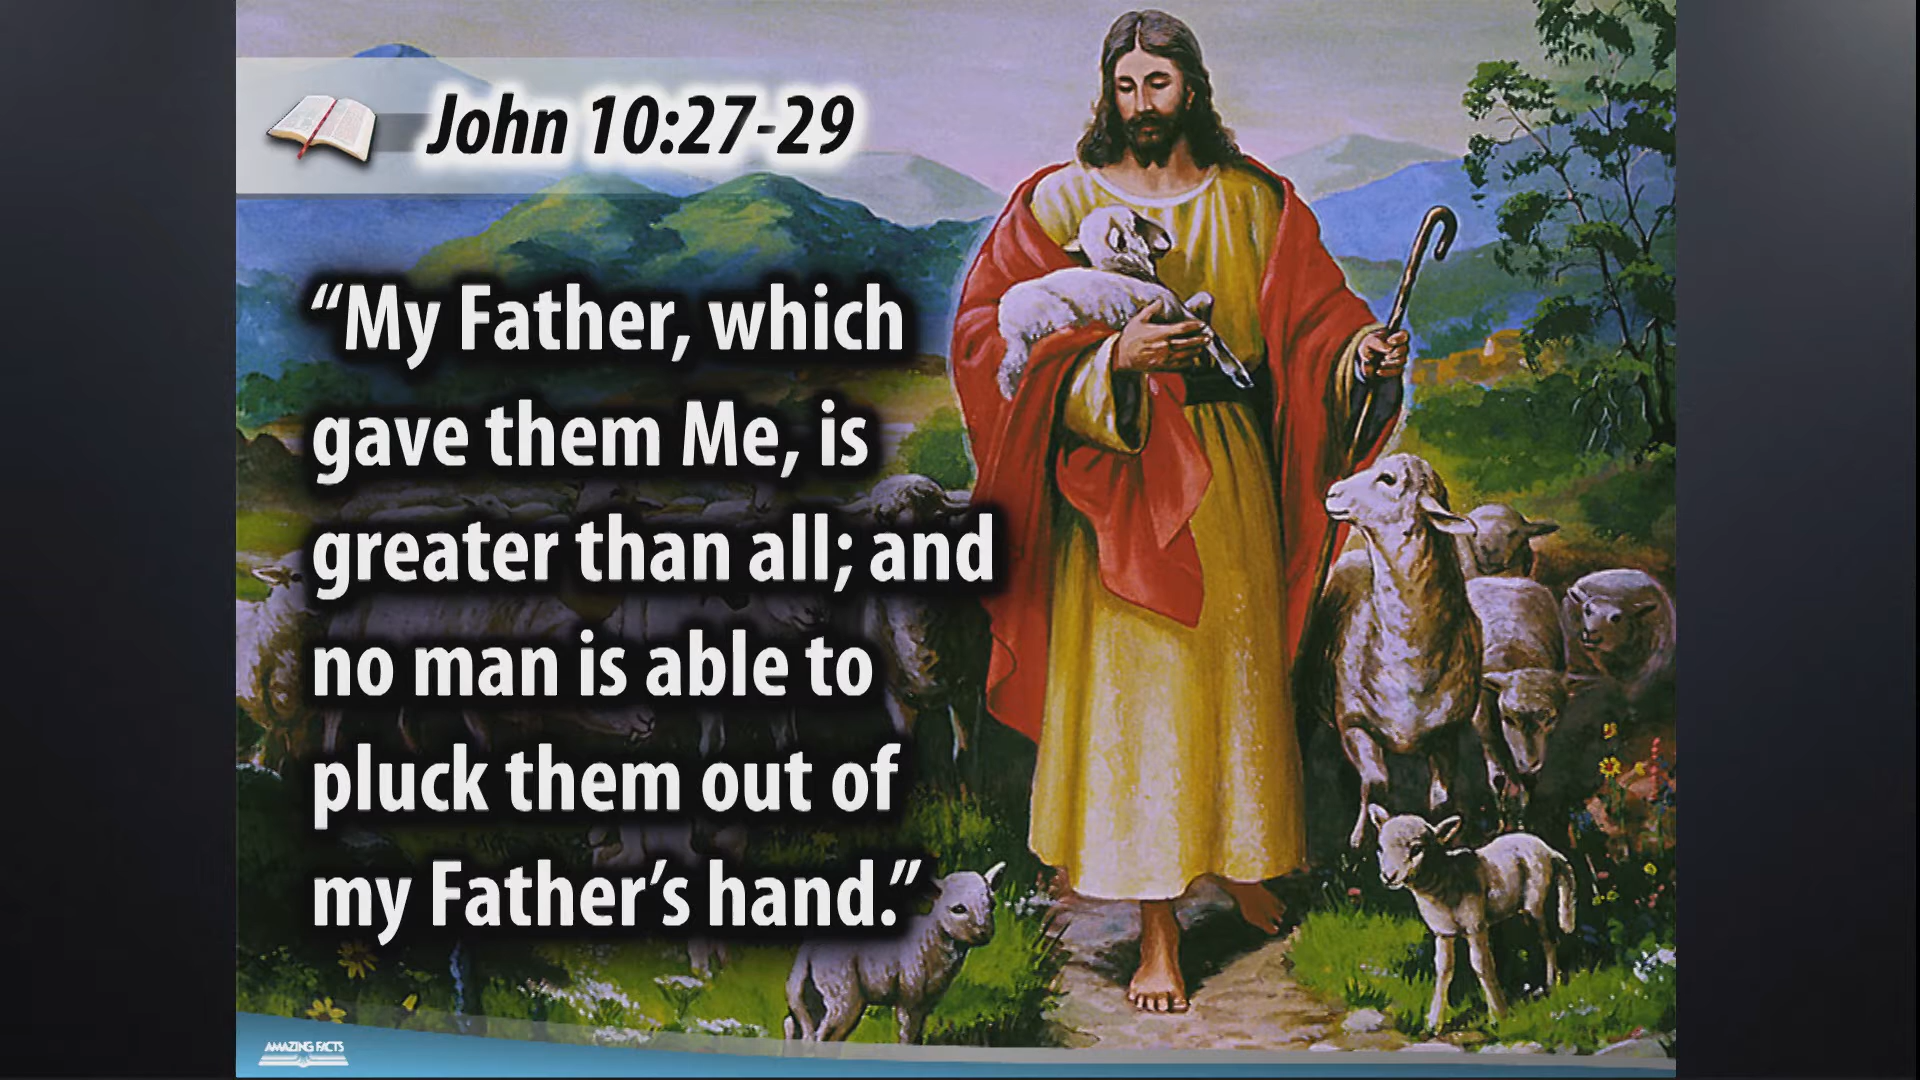 John 10:27-29
“My Father, which
gave them Me, is
greater than all; and
no man is able to
pluck them out of
my Father’s hand.”
AMAZING FACTS